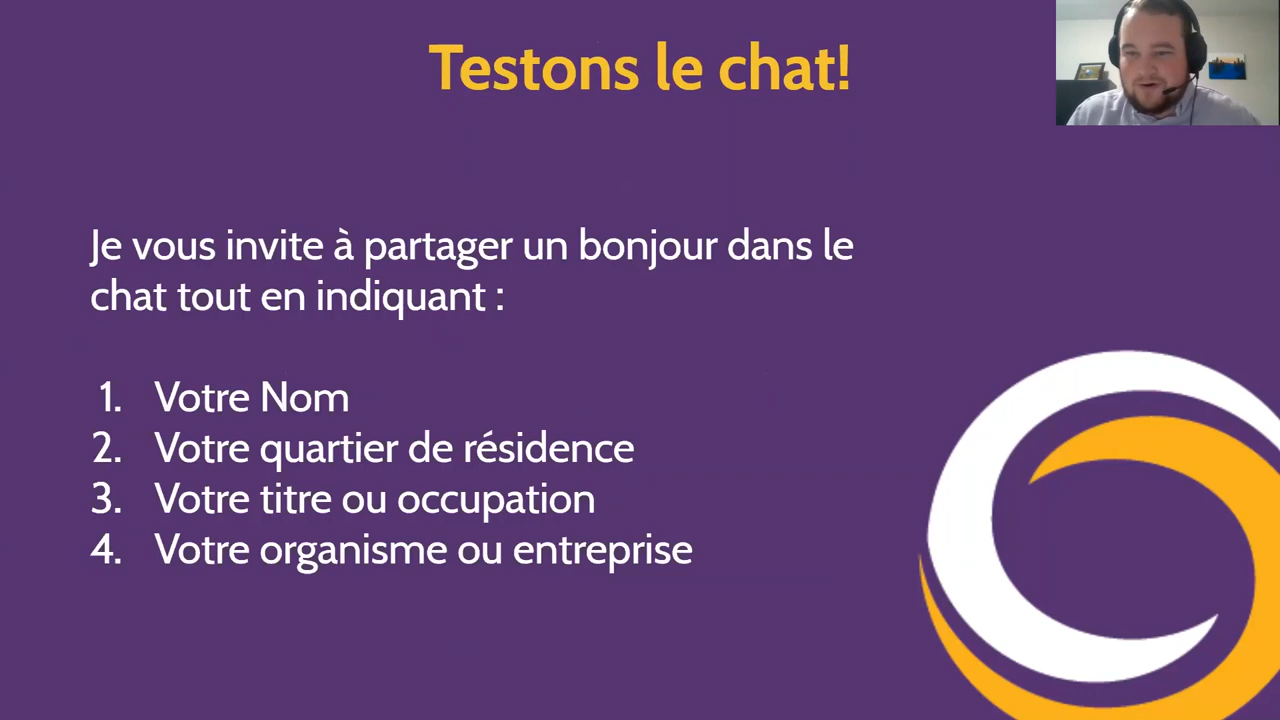 Testons le chat!
Je vous invite à partager un bonjour dans le
chat tout en indiquant :
1. Votre Nom
2. Votre quartier de résidence
3. Votre titre ou occupation
4. Votre organisme ou entreprise